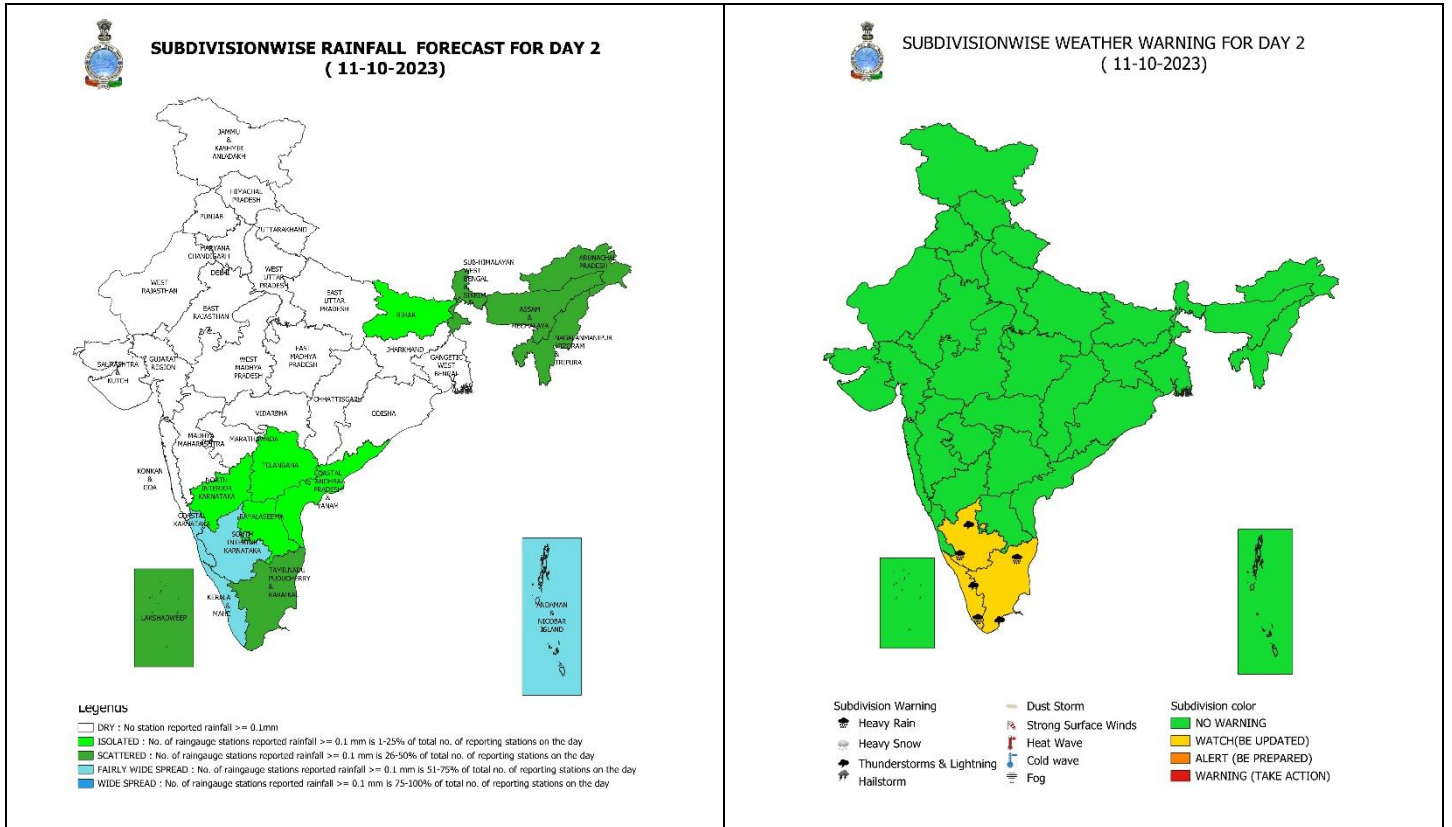 SUBDIVISIONWISE RAINFALL FORECAST FOR DAY 2
( 11-10-2023)
JAMMU
&
KASHMIR
ANLADAKH
HIMACHAL
PRADESH
PUNJAB
UTTARAKHAND
HARYANA
CHANDIGARH
&
DELHI
WEST
UTTAR
PRADESH
WEST
RAJASTHAN
EAST
UTTAR
PRADESH
EAST
RAJASTHAN
SUB-HIMALAYAN
WEST
BENGAL
&
SIKKIM
ARUNACHAL
PRADESH
BIHAR
ASSAM
&
MEGHALAYA
MIZORAM
&
TRIPURA
SAURASHTRA
&
KUTCH
GUJARAT
REGION
WEST
MADHYA
PRADESH
EAST
MADHYA
PRADESH
JHARKHAND
GANGETIC
WEST
BENGAL
CHHATTISGARH
ODISHA
VIDARBHA
MADHYA
MAHARASHTRA
MARATHAWADA
KONKAN
&
GOA
TELANGANA
NORTH
INTERIOR
KARNATAKA
COASTAL
ANDHRA
PRADESH
&
YANAM
COASTAL
KARNATAKA
RAYALASEEMA
SOUTH
INTERIOR
KARNATAKA
TAMILNADU
PUDUCHERRY
&
KARAIKAL
KERALA
&
MAHE
LAKSHADWEEP
ANDAMAN
&
NICOBAR
ISLAND
Legends
DRY : No station reported rainfall >= 0.1mm
ISOLATED : No. of raingauge stations reported rainfall >= 0.1 mm is 1-25% of total no. of reporting stations on the day
SCATTERED : No. of raingauge stations reported rainfall >= 0.1 mm is 26-50% of total no. of reporting stations on the day
FAIRLY WIDE SPREAD : No. of raingauge stations reported rainfall >= 0.1 mm is 51-75% of total no. of reporting stations on the day
WIDE SPREAD : No. of raingauge stations reported rainfall >= 0.1 mm is 75-100% of total no. of reporting stations on the day
SUBDIVISIONWISE WEATHER WARNING FOR DAY 2
( 11-10-2023)
Subdivision Warning
Heavy Rain
Heavy Snow
Thunderstorms & Lightning
Hailstorm
Dust Storm
Strong Surface Winds
Heat Wave
Cold wave
Fog
Subdivision color
NO WARNING
WATCH(BE UPDATED)
ALERT (BE PREPARED)
WARNING (TAKE ACTION)